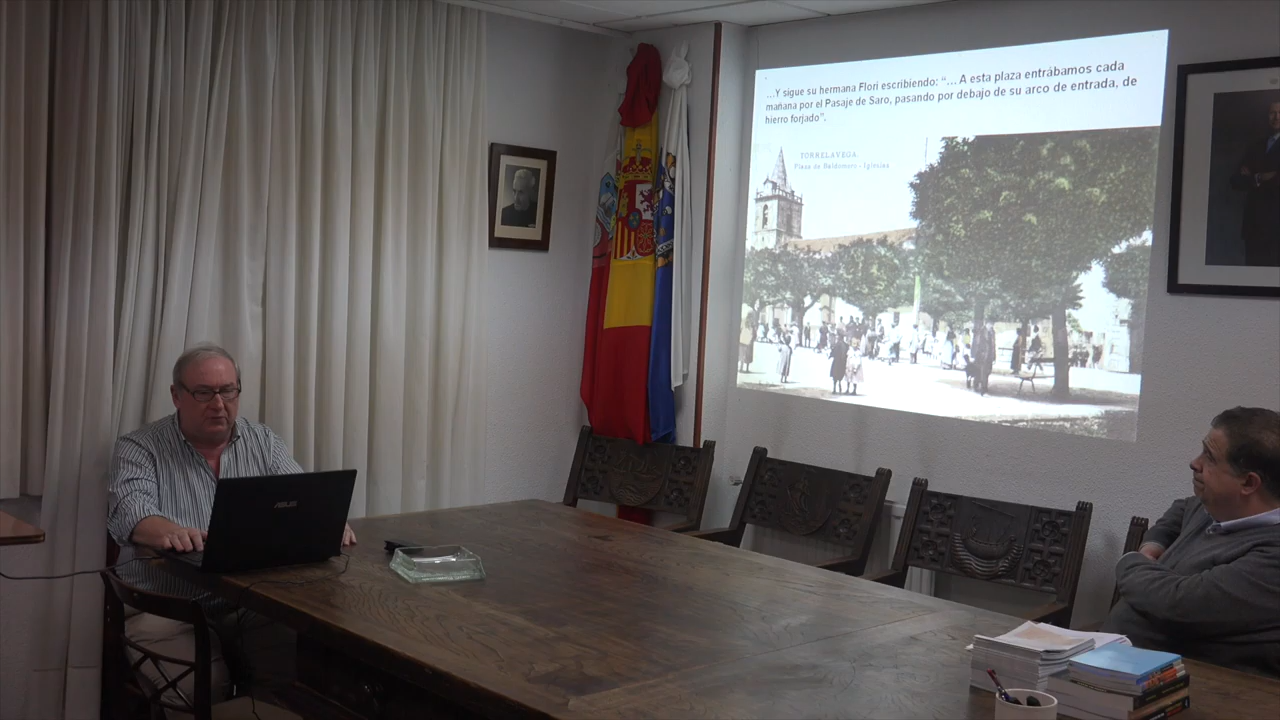 ...Y sigue su hermana Flori escribiendo: “... A esta plaza entrábamos cada
mañana por el Pasaje de Saro, pasando por debajo de su arco de entrada, de
hierro forjado”.
TORRELAVEGA.
Plaza de Baldomero - Iglesias
ASUS